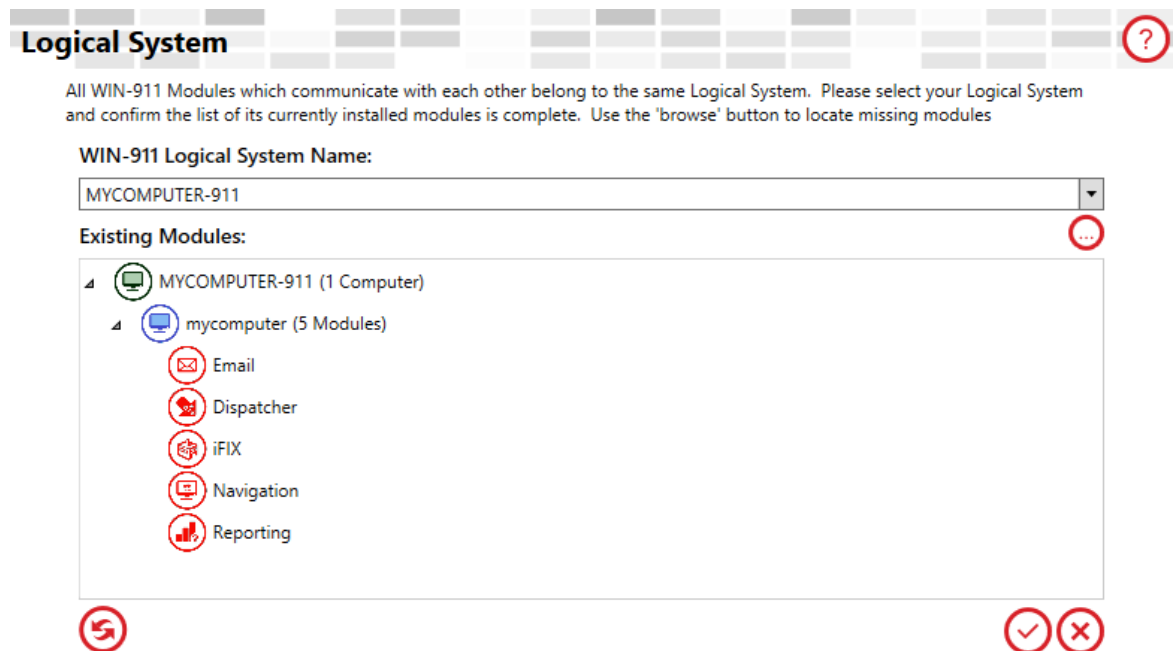 Logical System
?
All WIN-911 Modules which communicate with each other belong to the same Logical System. Please select your Logical System
and confirm the list of its currently installed modules is complete. Use the 'browse' button to locate missing modules
WIN-911 Logical System Name:
MYCOMPUTER-911
Existing Modules:
...
MYCOMPUTER-911 (1 Computer)
mycomputer (5 Modules)
Email
Dispatcher
iFIX
Navigation
Reporting